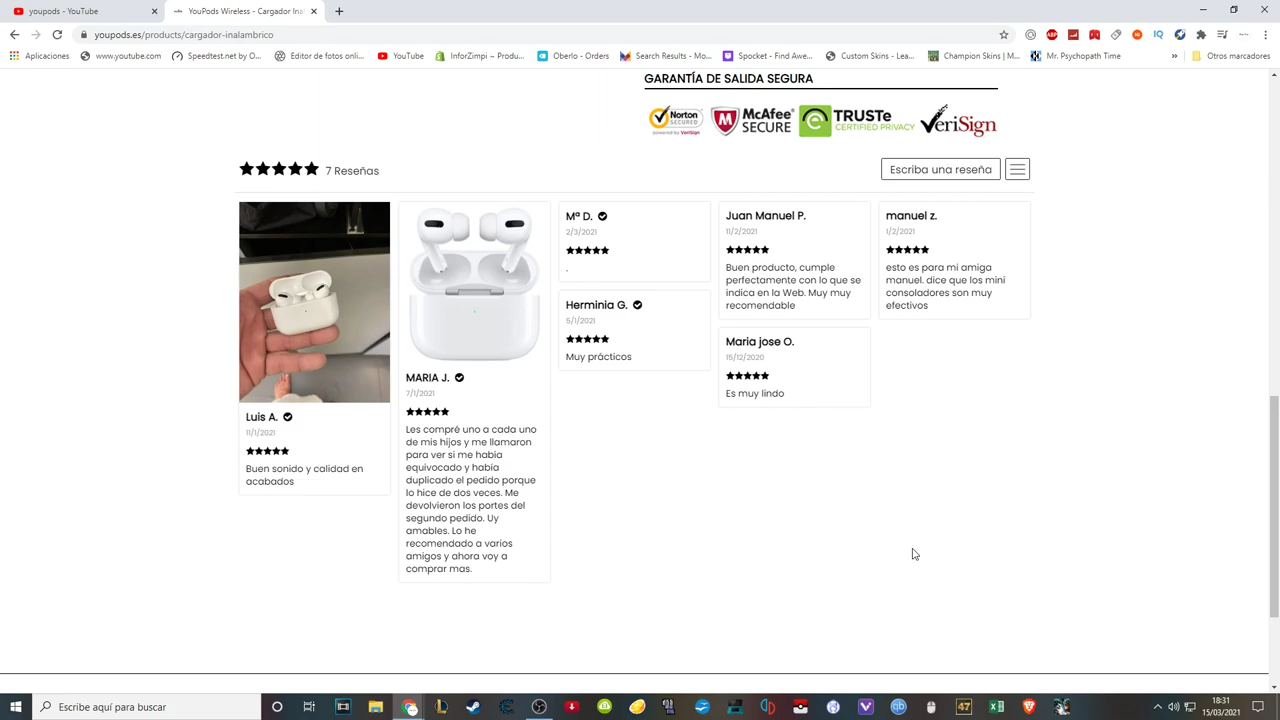 youpods - YouTube
YouPods Wireless - Cargador Ina
youpods.es/products/cargador-inalambrico
Aplicaciones
www.youtube.com
Speedtest.net by O...
Editor de fotos onli...
YouTube
InforZimpi – Produ...
Oberlo - Orders
Search Results - Mo...
Spocket - Find Awe...
Custom Skins - Lea...
Champion Skins | M...
Mr. Psychopath Time
Otros marcadores
GARANTÍA DE SALIDA SEGURA
Norton
SECURED
powered by VeriSign
McAfee
SECURE
TRUSTe
CERTIFIED PRIVACY
VeriSign
7 Reseñas
Escriba una reseña
Luis A.
11/1/2021
Buen sonido y calidad en
acabados
MARIA J.
7/1/2021
Les compré uno a cada uno
de mis hijos y me llamaron
para ver si me habia
equivocado y había
duplicado el pedido porque
lo hice de dos veces. Me
devolvieron los portes del
segundo pedido. Uy
amables. Lo he
recomendado a varios
amigos y ahora voy a
comprar mas.
Mª D.
2/3/2021
.
Herminia G.
5/1/2021
Muy prácticos
Juan Manuel P.
11/2/2021
Buen producto, cumple
perfectamente con lo que se
indica en la Web. Muy muy
recomendable
Maria jose O.
15/12/2020
Es muy lindo
manuel z.
1/2/2021
esto es para mi amiga
manuel. dice que los mini
consoladores son muy
efectivos
Escribe aquí para buscar
18:31
15/03/2021